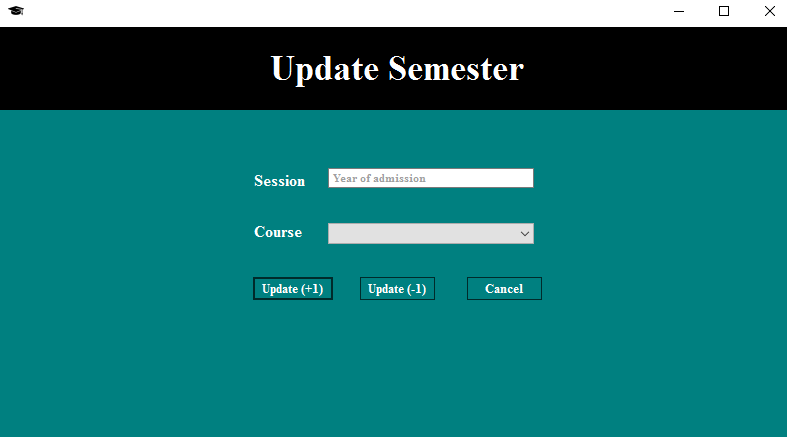 Update Semester
Session Year of admission
Course
Update (+1) Update (-1) Cancel